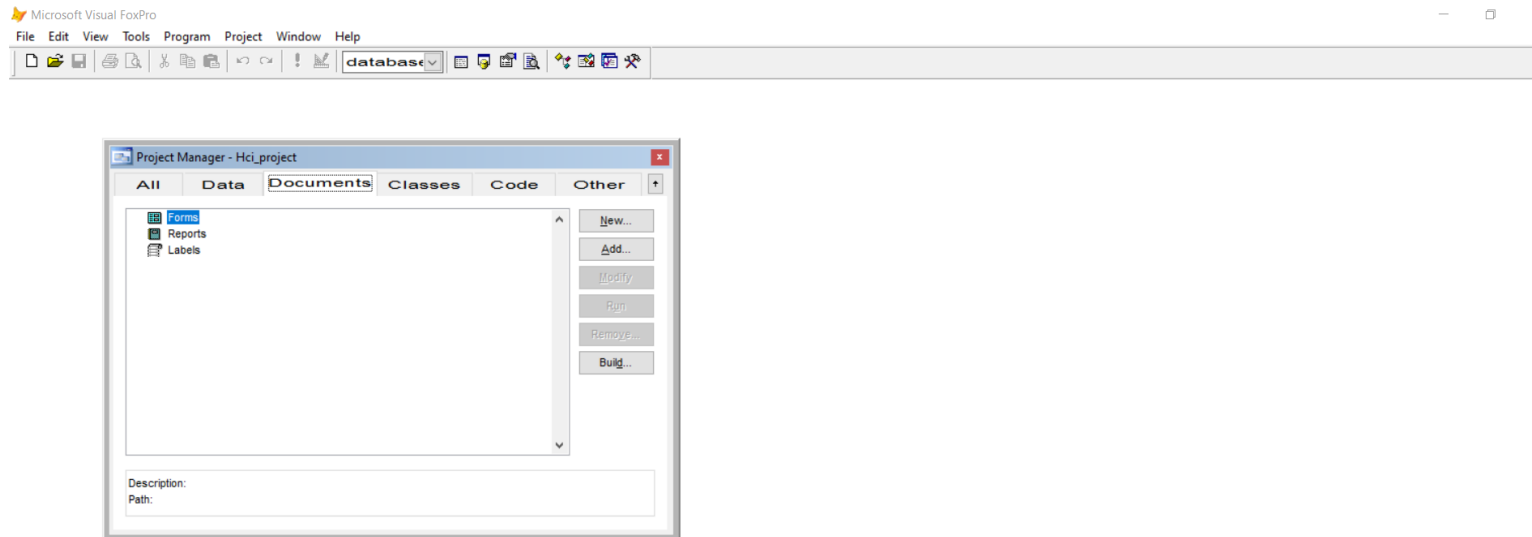 Microsoft Visual FoxPro
File Edit View Tools Program Project Window Help
database
Project Manager - Hci_project
All Data Documents Classes Code Other
Forms
Reports
Labels
New...
Add...
Modify
Run
Remove...
Build...
Description:
Path: